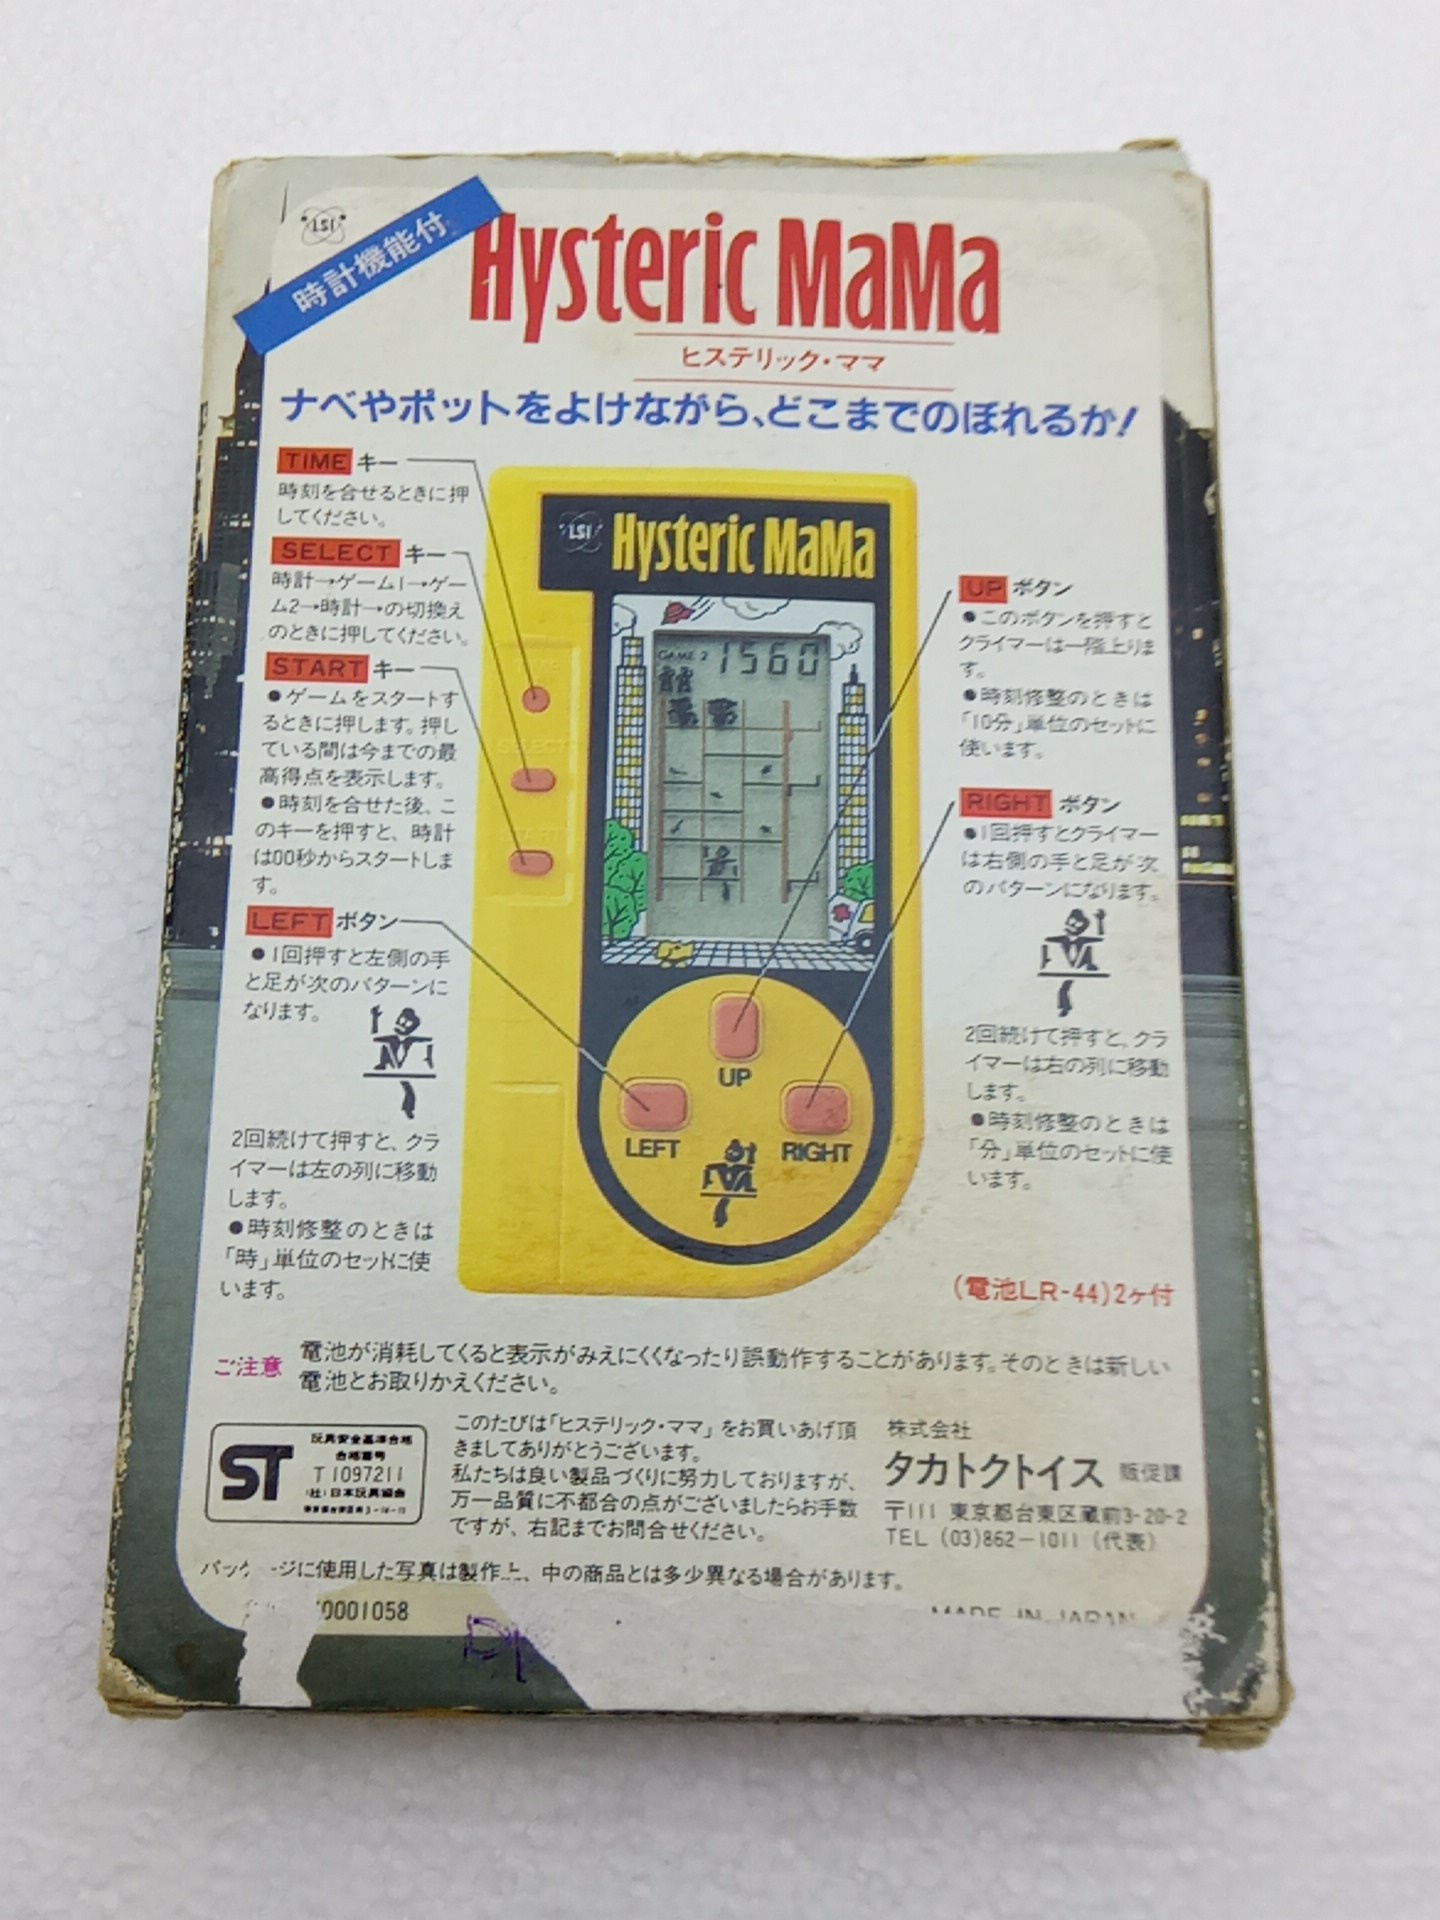 LSI
時計機能付
Hysteric MaMa
ヒステリック・ママ
ナベやポットをよけながら、どこまでのぼれるか!
TIME キー
時刻を合せるときに押
してください。
SELECT キー
時計→ゲーム1→ゲー
ム2→時計→の切換え
のときに押してください。
START キー
●ゲームをスタートす
るときに押します。押し
ている間は今までの最
高得点を表示します。
●時刻を合せた後、こ
のキーを押すと、時計
は00秒からスタートしま
す。
LEFT ボタン
●1回押すと左側の手
と足が次のパターンに
なります。
2回続けて押すと、クラ
イマーは左の列に移動
します。
●時刻修整のときは
「時」単位のセットに使
います。
LSI
Hysteric MaMa
GAME 2 1560
SELECT
START
UP
LEFT
RIGHT
UP ボタン
●このボタンを押すと
クライマーは一階上りま
す。
●時刻修整のときは
「10分」単位のセットに
使います。
RIGHT ボタン
●1回押すとクライマー
は右側の手と足が次
のパターンになります。
2回続けて押すと、クラ
イマーは右の列に移動
します。
●時刻修整のときは
「分」単位のセットに使
います。
(電池LR-44)2ヶ付
ご注意
電池が消耗してくると表示がみえにくくなったり誤動作することがあります。そのときは新しい
電池とお取りかえください。
ST
玩具安全基準合格
合格番号
T 1097211
(社)日本玩具協会
このたびは「ヒステリック・ママ」をお買いあげ頂
きましてありがとうございます。
私たちは良い製品づくりに努力しておりますが、
万一品質に不都合の点がございましたらお手数
ですが、右記までお問合せください。
株式会社
タカトクトイス 販促課
〒111 東京都台東区蔵前3-20-2
TEL (03)862-1011 (代表)
パッケージに使用した写真は製作上、中の商品とは多少異なる場合があります。
0001058
MADE IN JAPAN